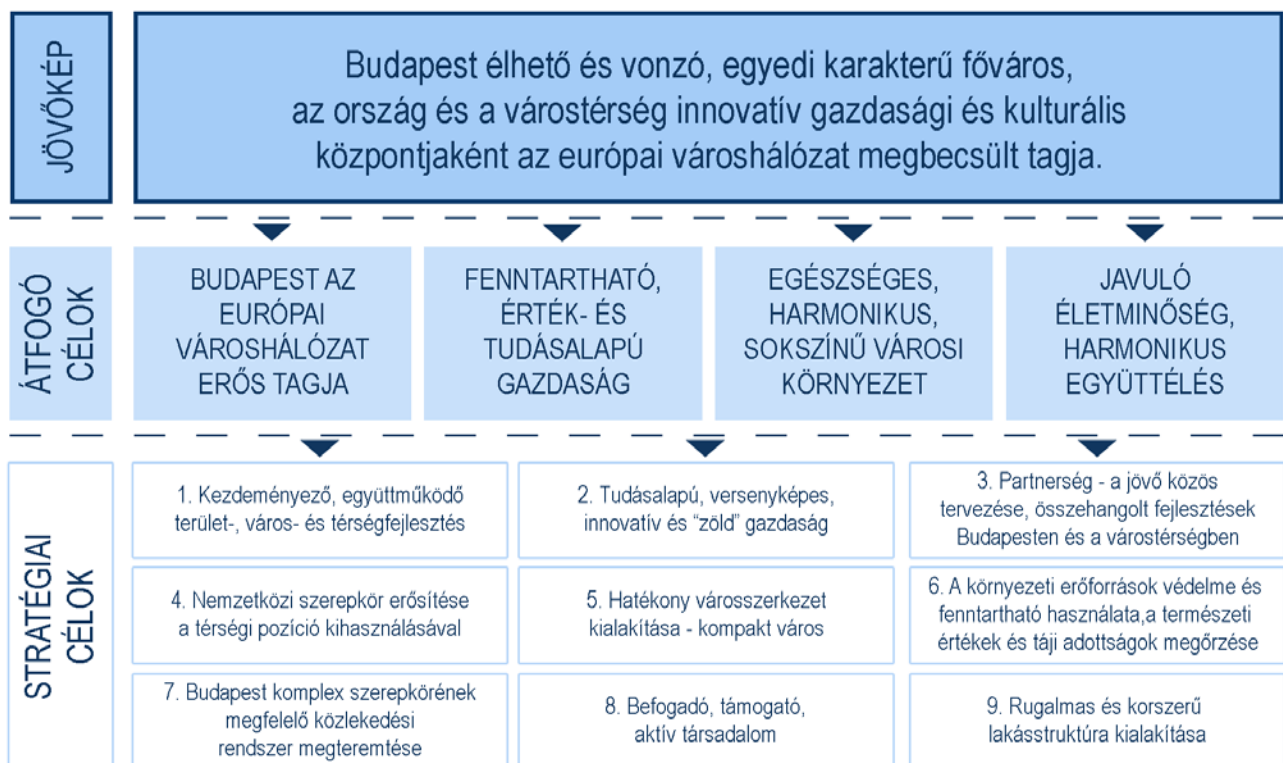 JÖVŐKÉP
Budapest élhető és vonzó, egyedi karakterű főváros,
az ország és a várostérség innovatív gazdasági és kulturális
központjaként az európai városhálózat megbecsült tagja.
ÁTFOGÓ
CÉLOK
BUDAPEST AZ
EURÓPAI
VÁROSHÁLÓZAT
ERŐS TAGJA
FENNTARTHATÓ,
ÉRTÉK- ÉS
TUDÁSALAPÚ
GAZDASÁG
EGÉSZSÉGES,
HARMONIKUS,
SOKSZÍNŰ VÁROSI
KÖRNYEZET
JAVULÓ
ÉLETMINŐSÉG,
HARMONIKUS
EGYÜTTÉLÉS
STRATÉGIAI
CÉLOK
1. Kezdeményező, együttműködő
terület-, város- és térségfejlesztés
2. Tudásalapú, versenyképes,
innovatív és “zöld” gazdaság
3. Partnerség - a jövő közös
tervezése, összehangolt fejlesztések
Budapesten és a várostérségben
4. Nemzetközi szerepkör erősítése
a térségi pozíció kihasználásával
5. Hatékony városszerkezet
kialakítása - kompakt város
6. A környezeti erőforrások védelme és
fenntartható használata,a természeti
értékek és táji adottságok megőrzése
7. Budapest komplex szerepkörének
megfelelő közlekedési
rendszer megteremtése
8. Befogadó, támogató,
aktív társadalom
9. Rugalmas és korszerű
lakásstruktúra kialakítása